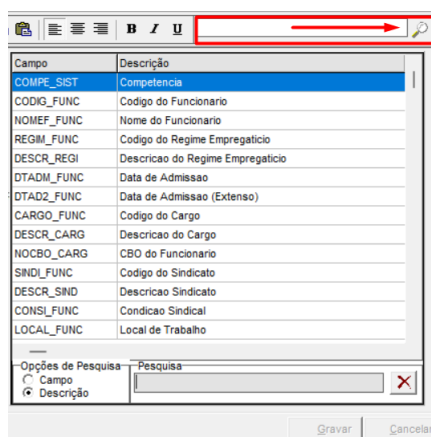 B I U
Campo Descrição
COMPE_SIST Competencia
CODIG_FUNC Codigo do Funcionario
NOMEF_FUNC Nome do Funcionario
REGIM_FUNC Codigo do Regime Empregaticio
DESCR_REGI Descricao do Regime Empregaticio
DTADM_FUNC Data de Admissao
DTAD2_FUNC Data de Admissao (Extenso)
CARGO_FUNC Codigo do Cargo
DESCR_CARG Descricao do Cargo
NOCBO_CARG CBO do Funcionario
SINDI_FUNC Codigo do Sindicato
DESCR_SIND Descricao Sindicato
CONSI_FUNC Condicao Sindical
LOCAL_FUNC Local de Trabalho
Opções de Pesquisa Pesquisa
Campo
Descrição
Gravar Cancelar